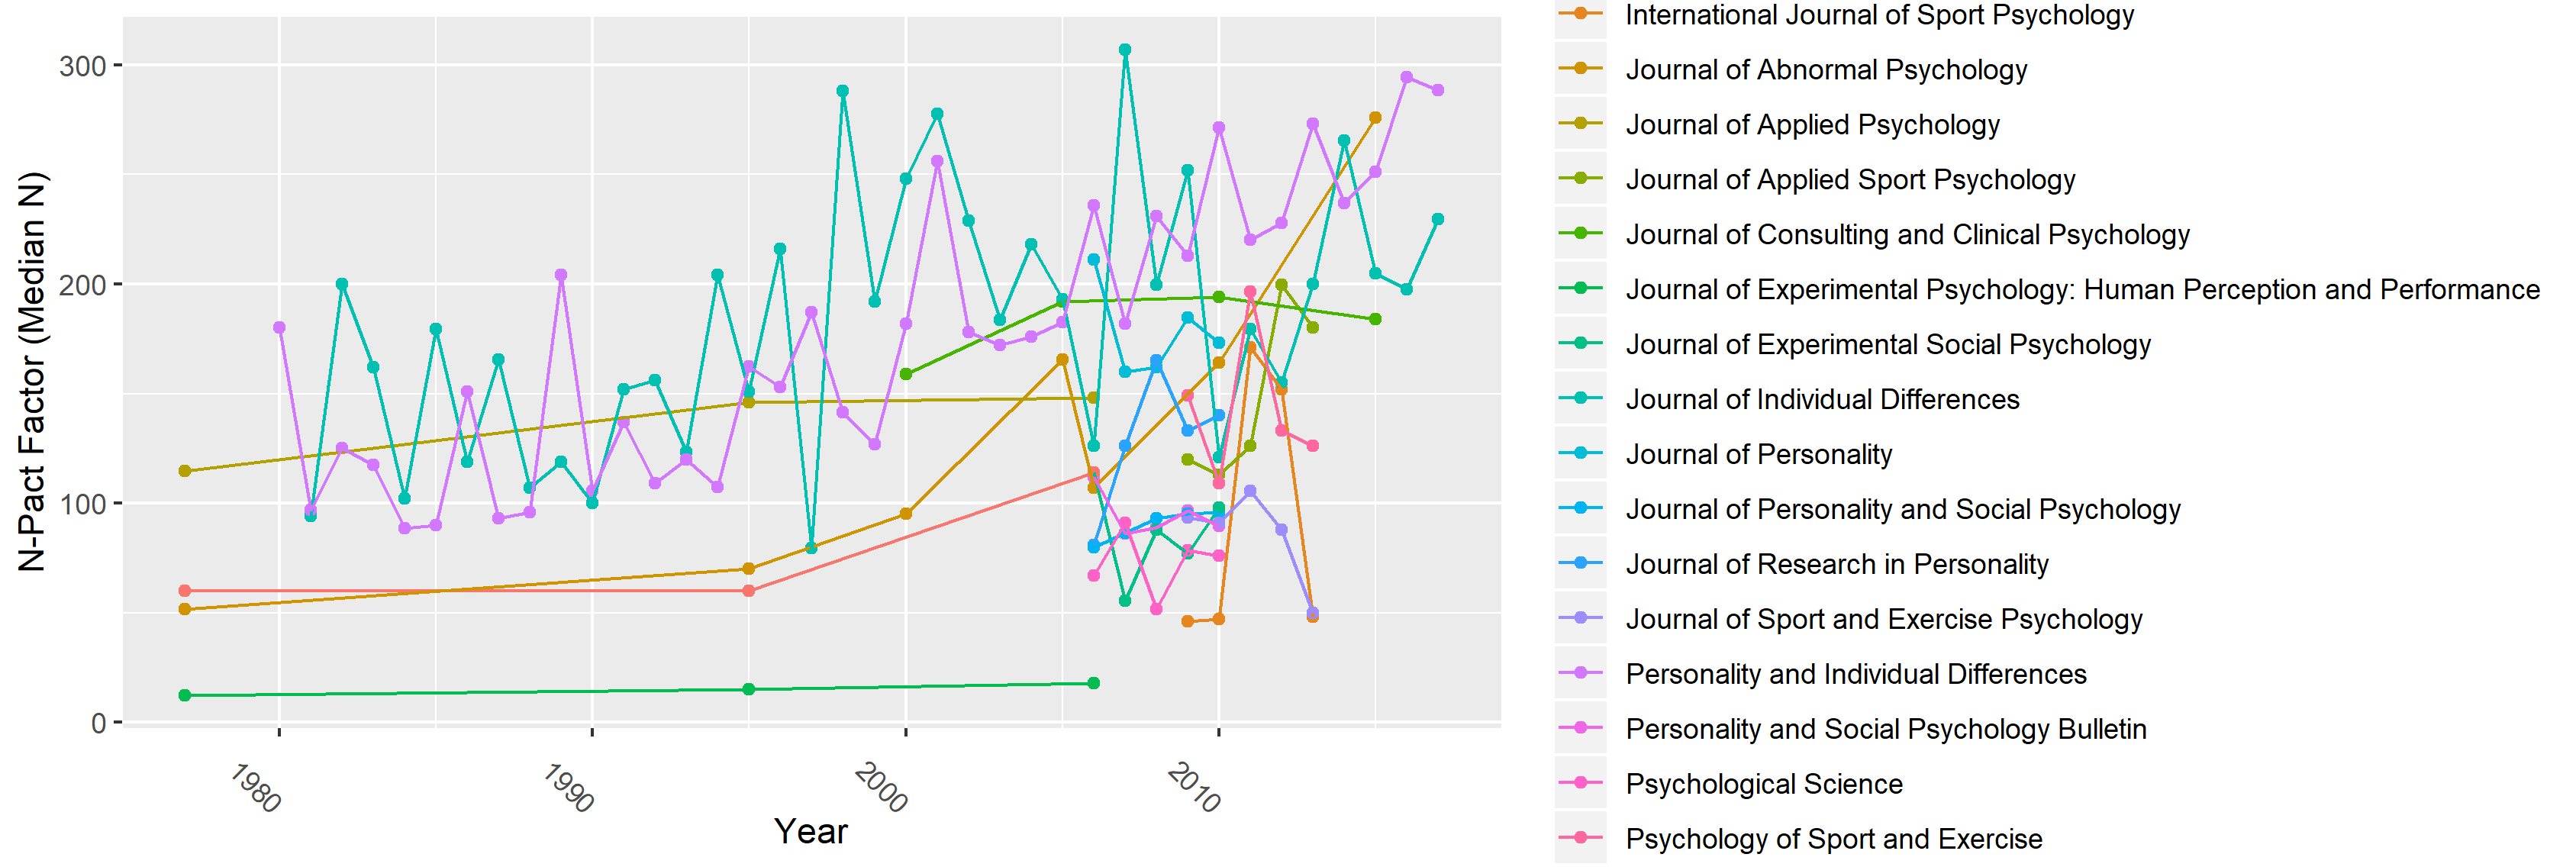 N-Pact Factor (Median N)
300
200
100
0
1980
1990
2000
2010
Year
International Journal of Sport Psychology
Journal of Abnormal Psychology
Journal of Applied Psychology
Journal of Applied Sport Psychology
Journal of Consulting and Clinical Psychology
Journal of Experimental Psychology: Human Perception and Performance
Journal of Experimental Social Psychology
Journal of Individual Differences
Journal of Personality
Journal of Personality and Social Psychology
Journal of Research in Personality
Journal of Sport and Exercise Psychology
Personality and Individual Differences
Personality and Social Psychology Bulletin
Psychological Science
Psychology of Sport and Exercise